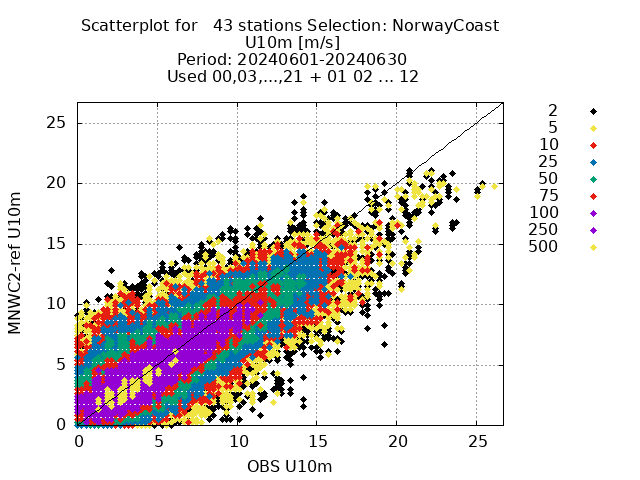 Scatterplot for   43 stations Selection: NorwayCoast
U10m [m/s]
Period: 20240601-20240630
Used 00,03,...,21 + 01 02 ... 12
2
5
10
25
50
75
100
250
500
25
20
15
10
5
0
MNWC2-ref U10m
0 5 10 15 20 25
OBS U10m